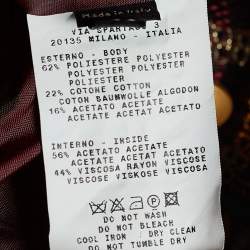 Made in Italy
VIA SPARTACO 3
20135 MILANO - ITALIA
ESTERNO - BODY
62% POLIESTERE POLYESTER
POLYESTER POLYESTER
POLIESTER
22% COTONE COTTON
COTON BAUMWOLLE ALGODON
16% ACETATO ACETATE
ACETATE ACETAT ACETATO
INTERNO - INSIDE
56% ACETATO ACETATE
ACETATE ACETAT ACETATO
44% VISCOSA RAYON VISCOSE
VISCOSE VISKOSE VISCOSA
DO NOT WASH
DO NOT BLEACH
COOL IRON DRY CLEAN
DO NOT TUMBLE DRY